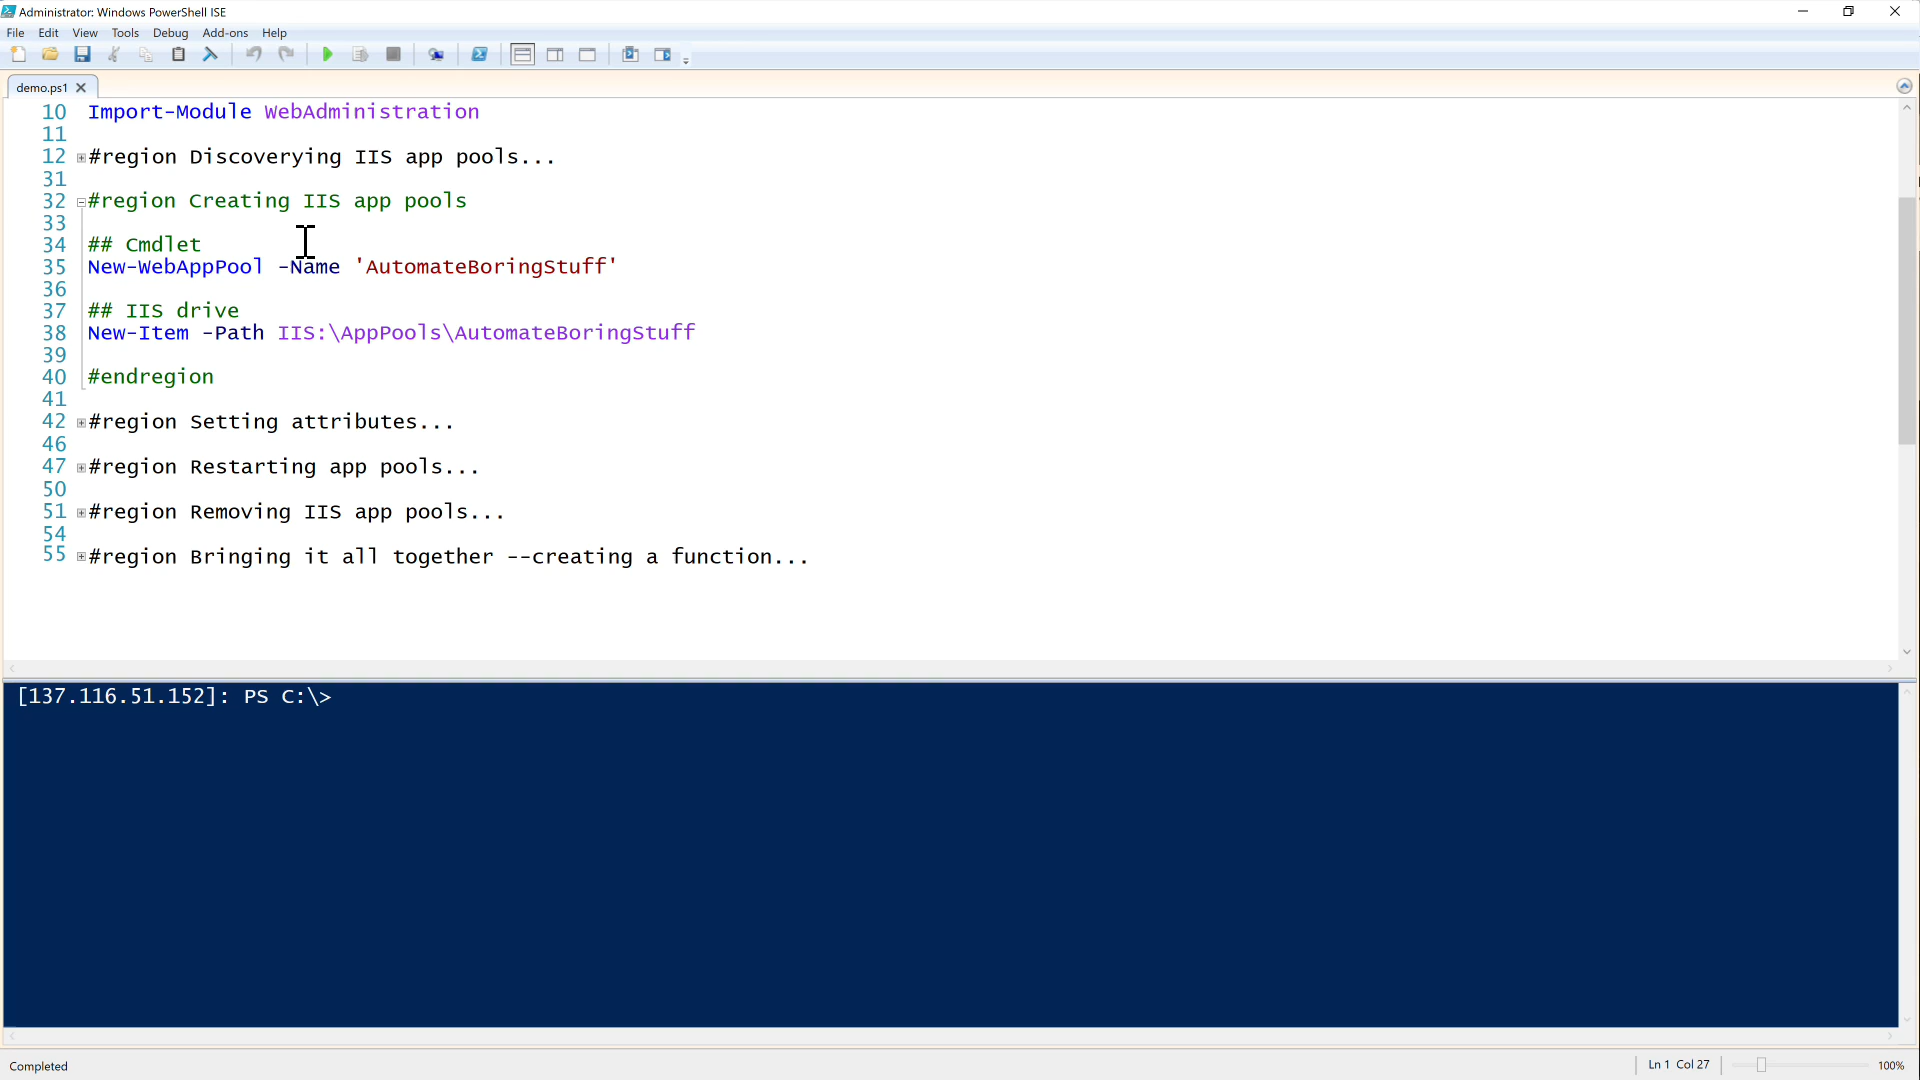 Administrator: Windows PowerShell ISE
File Edit View Tools Debug Add-ons Help
demo.ps1
10 Import-Module WebAdministration
11
12 #region Discoverying IIS app pools...
31
32 #region Creating IIS app pools
33
34 ## Cmdlet
35 New-WebAppPool -Name 'AutomateBoringStuff'
36
37 ## IIS drive
38 New-Item -Path IIS:\AppPools\AutomateBoringStuff
39
40 #endregion
41
42 #region Setting attributes...
46
47 #region Restarting app pools...
50
51 #region Removing IIS app pools...
54
55 #region Bringing it all together --creating a function...
[137.116.51.152]: PS C:\>
Completed
Ln 1 Col 27
100%